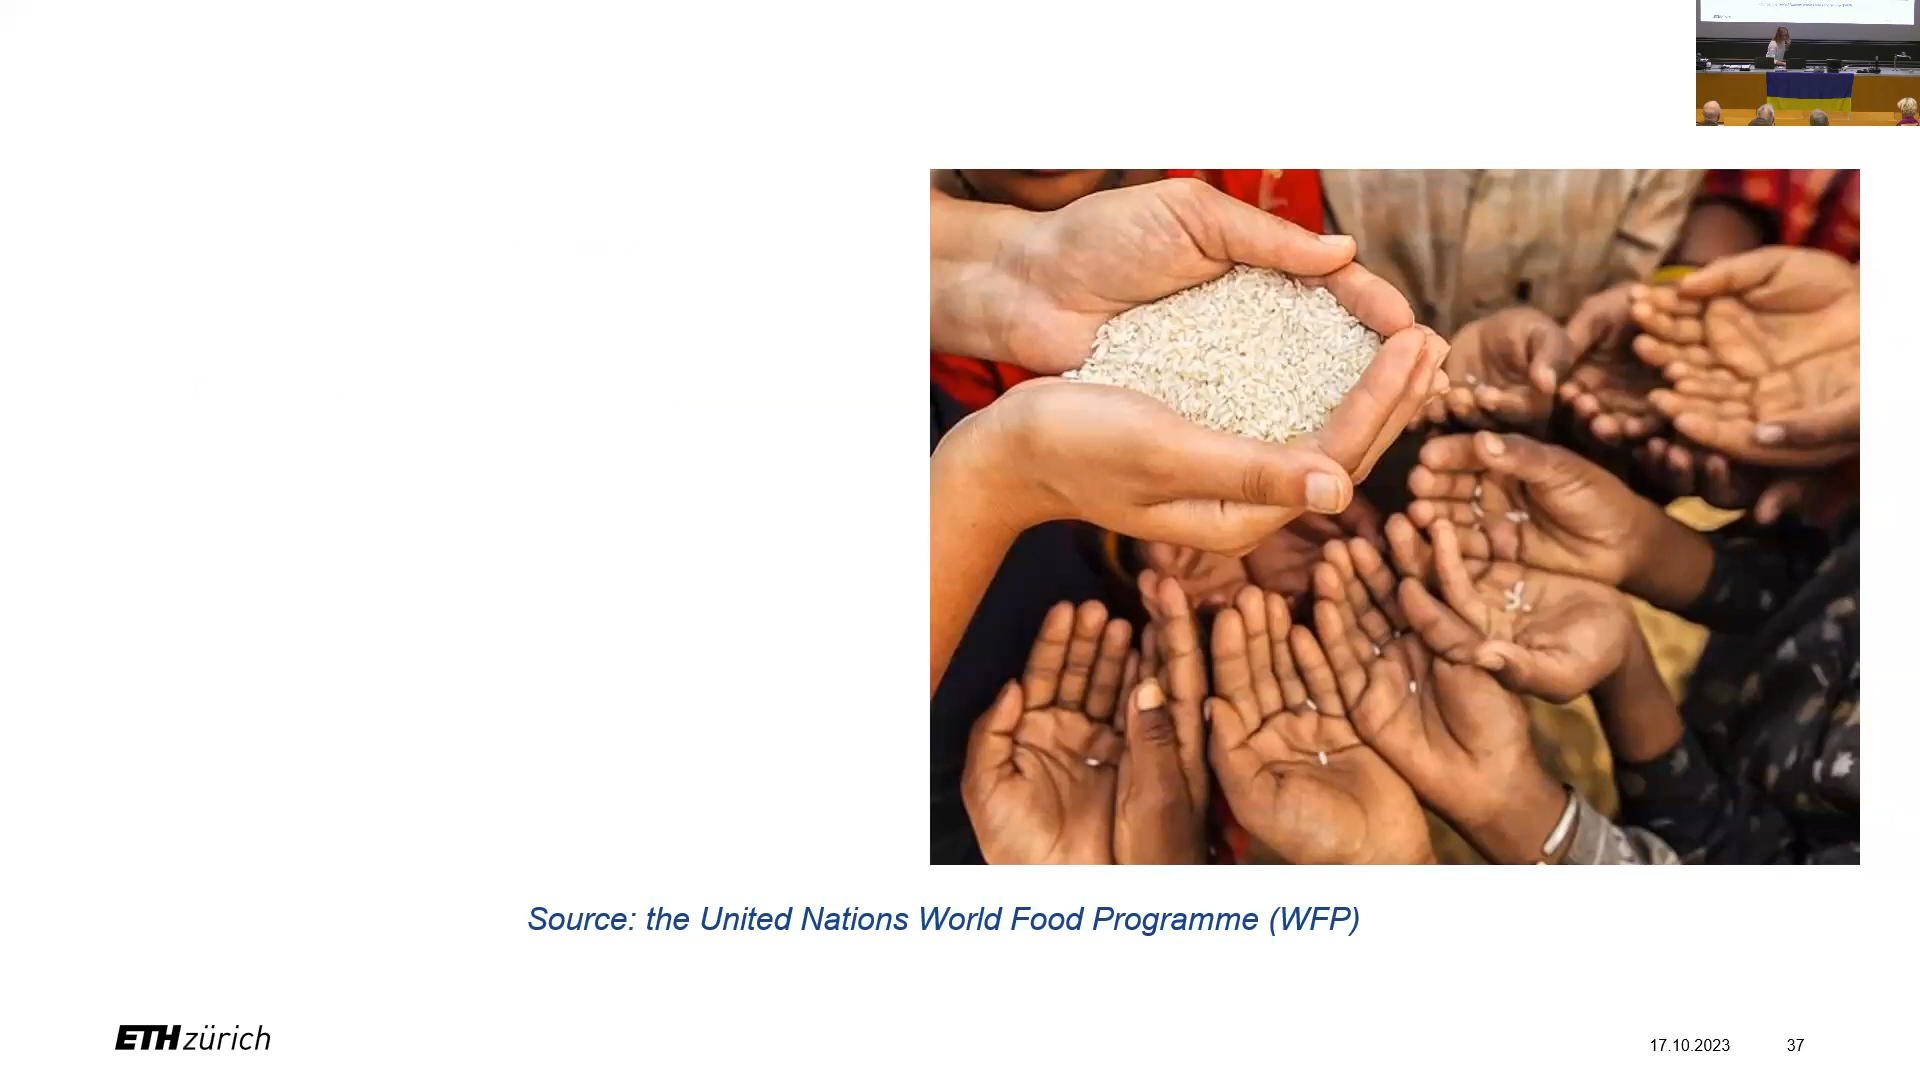 Source: the United Nations World Food Programme (WFP)
ETH zürich
17.10.2023
37